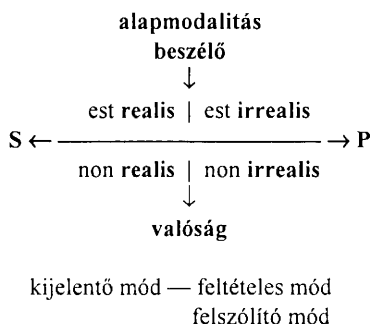 alapmodalitás
beszélő
↓
est realis | est irrealis
S ←――――→ P
non realis | non irrealis
↓
valóság
kijelentő mód — feltételes mód
felszólító mód